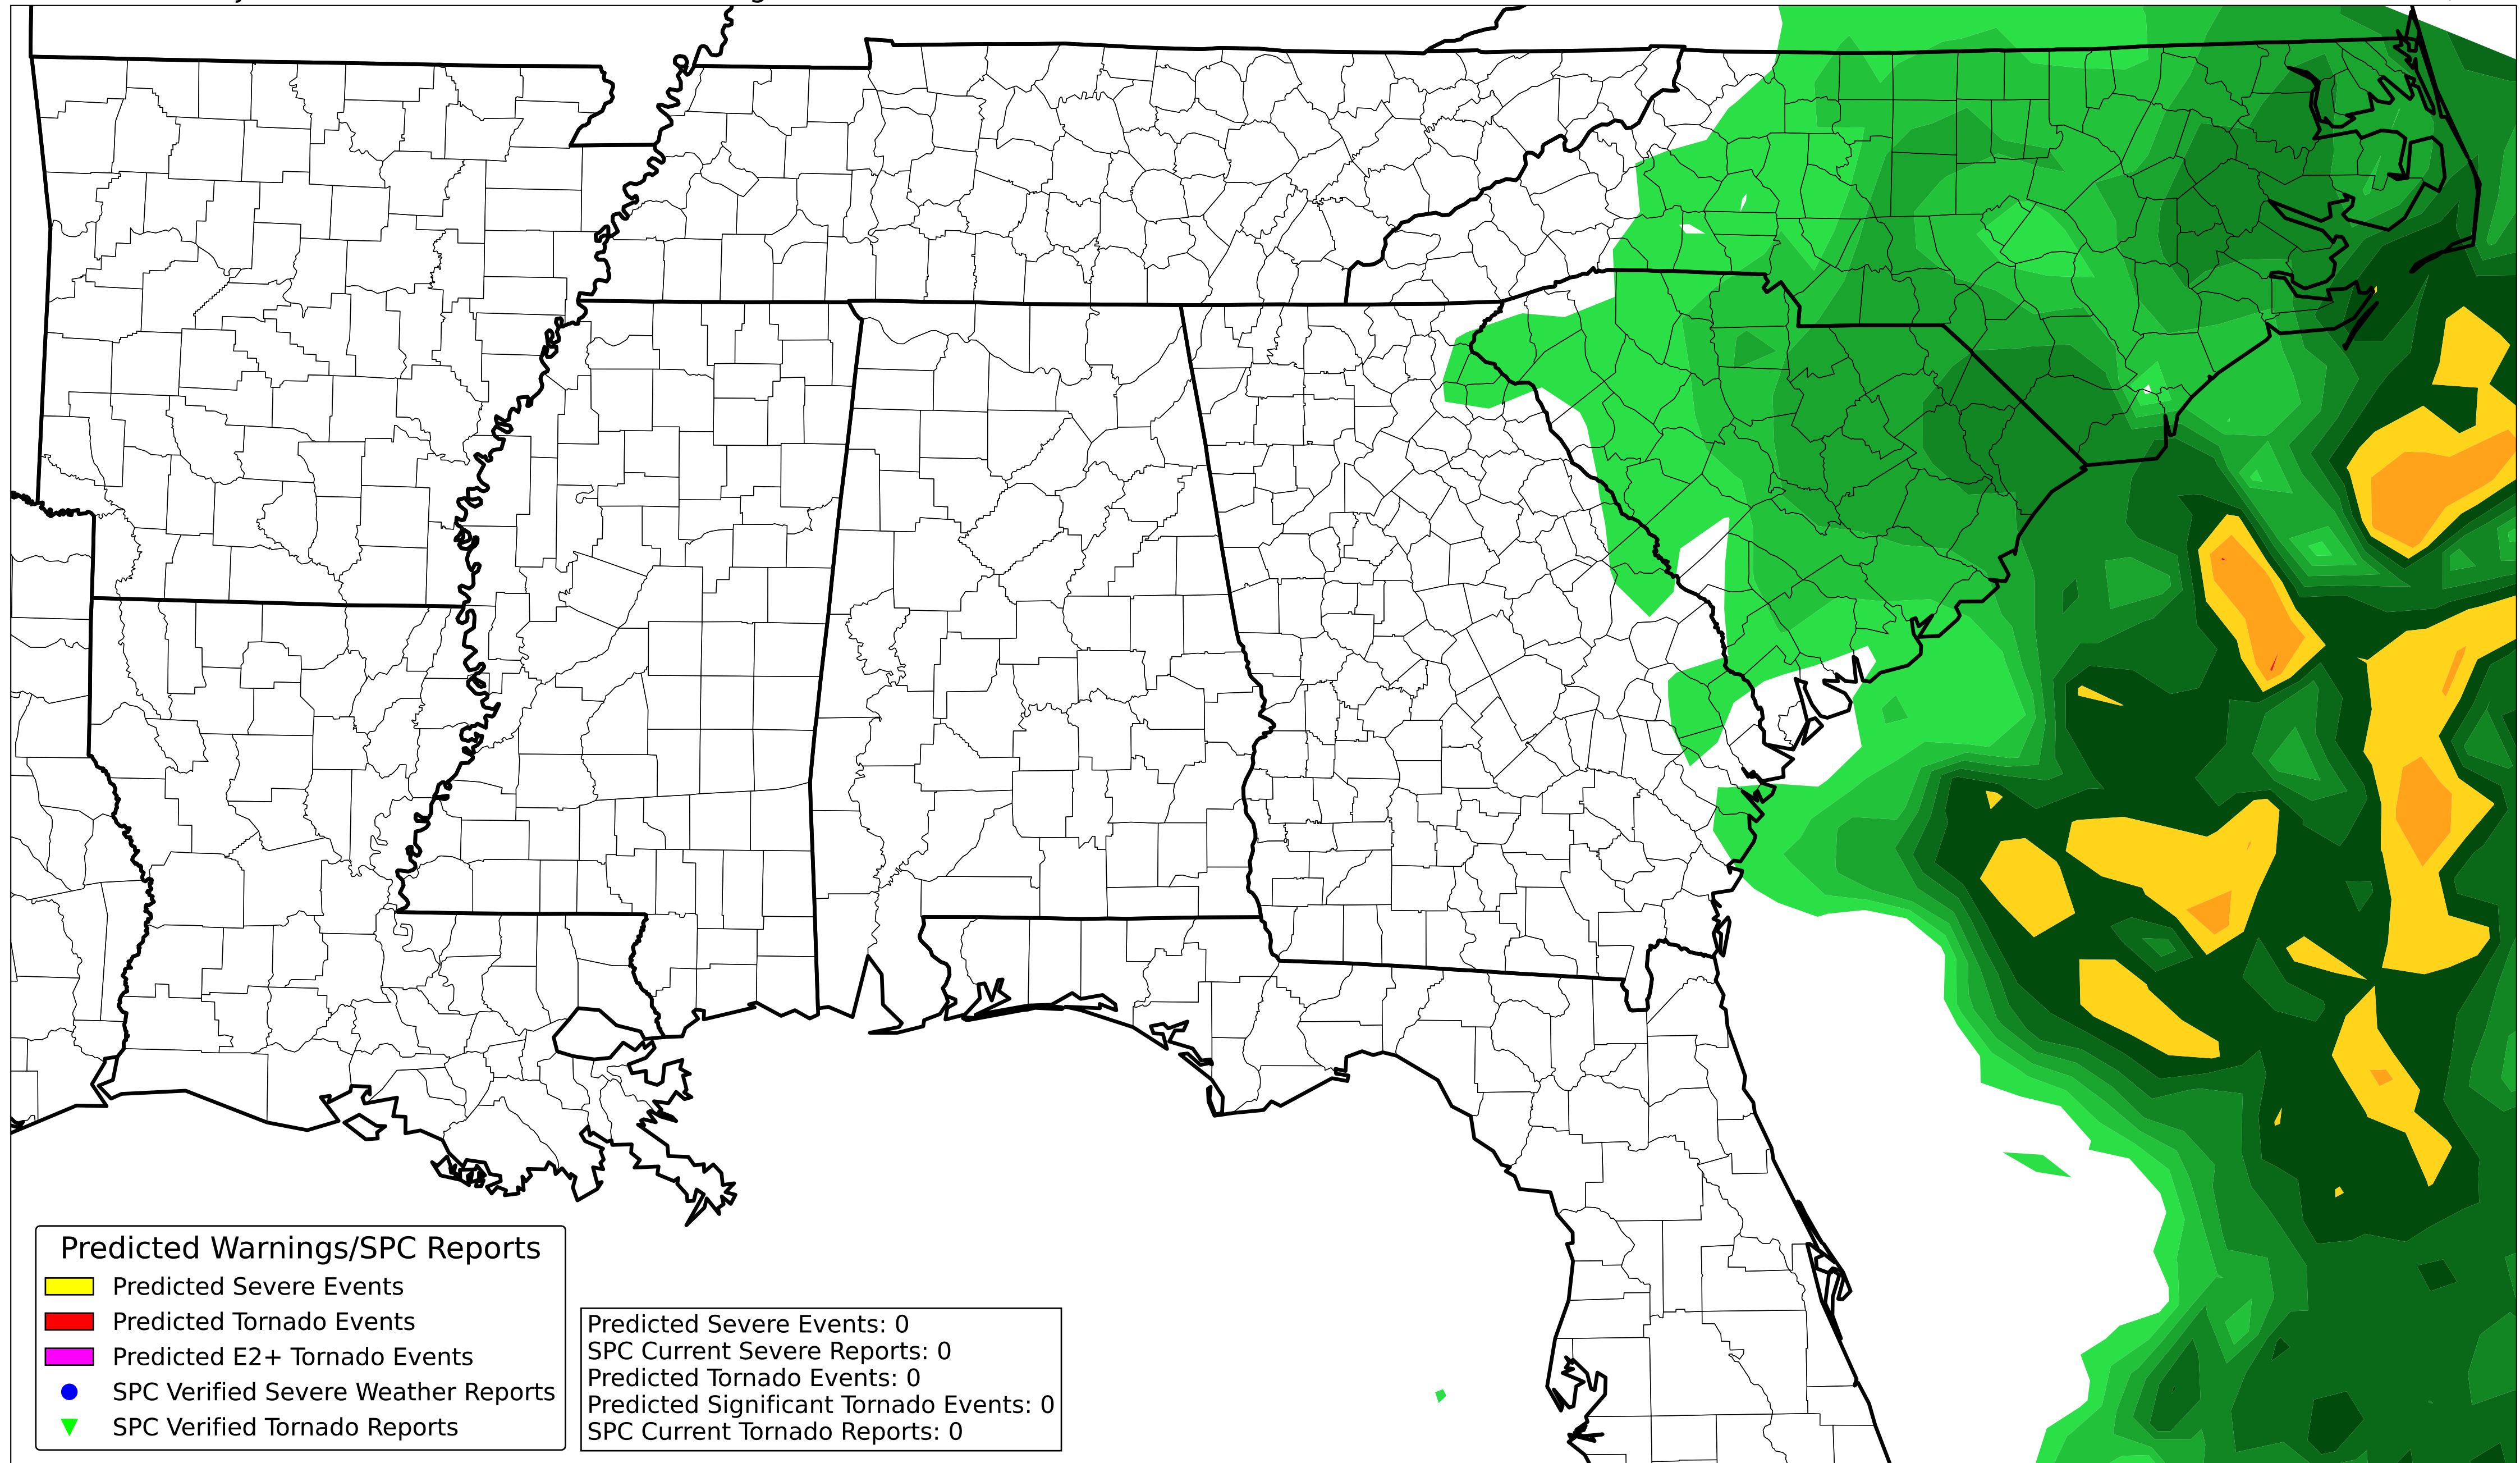 Predicted Warnings/SPC Reports
Predicted Severe Events
Predicted Tornado Events
Predicted E2+ Tornado Events
SPC Verified Severe Weather Reports
SPC Verified Tornado Reports
Predicted Severe Events: 0
SPC Current Severe Reports: 0
Predicted Tornado Events: 0
Predicted Significant Tornado Events: 0
SPC Current Tornado Reports: 0